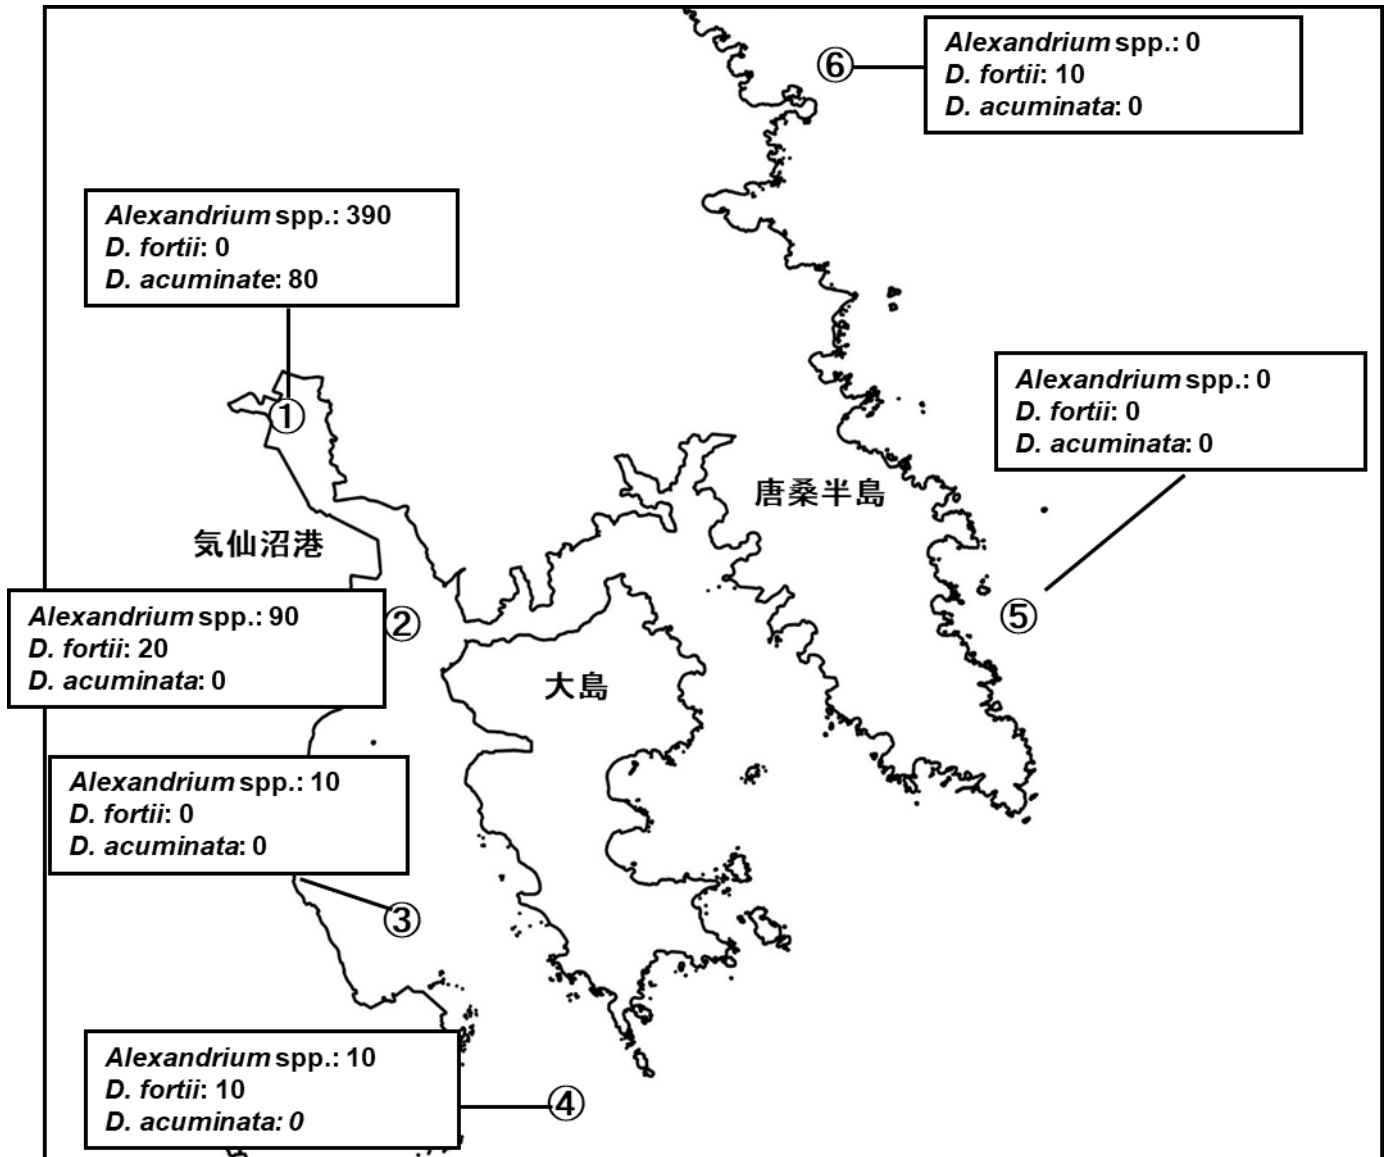 Alexandrium spp.: 0
D. fortii: 10
D. acuminata: 0
⑥
Alexandrium spp.: 390
D. fortii: 0
D. acuminate: 80
①
Alexandrium spp.: 0
D. fortii: 0
D. acuminata: 0
⑤
唐桑半島
気仙沼港
Alexandrium spp.: 90
D. fortii: 20
D. acuminata: 0
②
大島
Alexandrium spp.: 10
D. fortii: 0
D. acuminata: 0
③
Alexandrium spp.: 10
D. fortii: 10
D. acuminata: 0
④